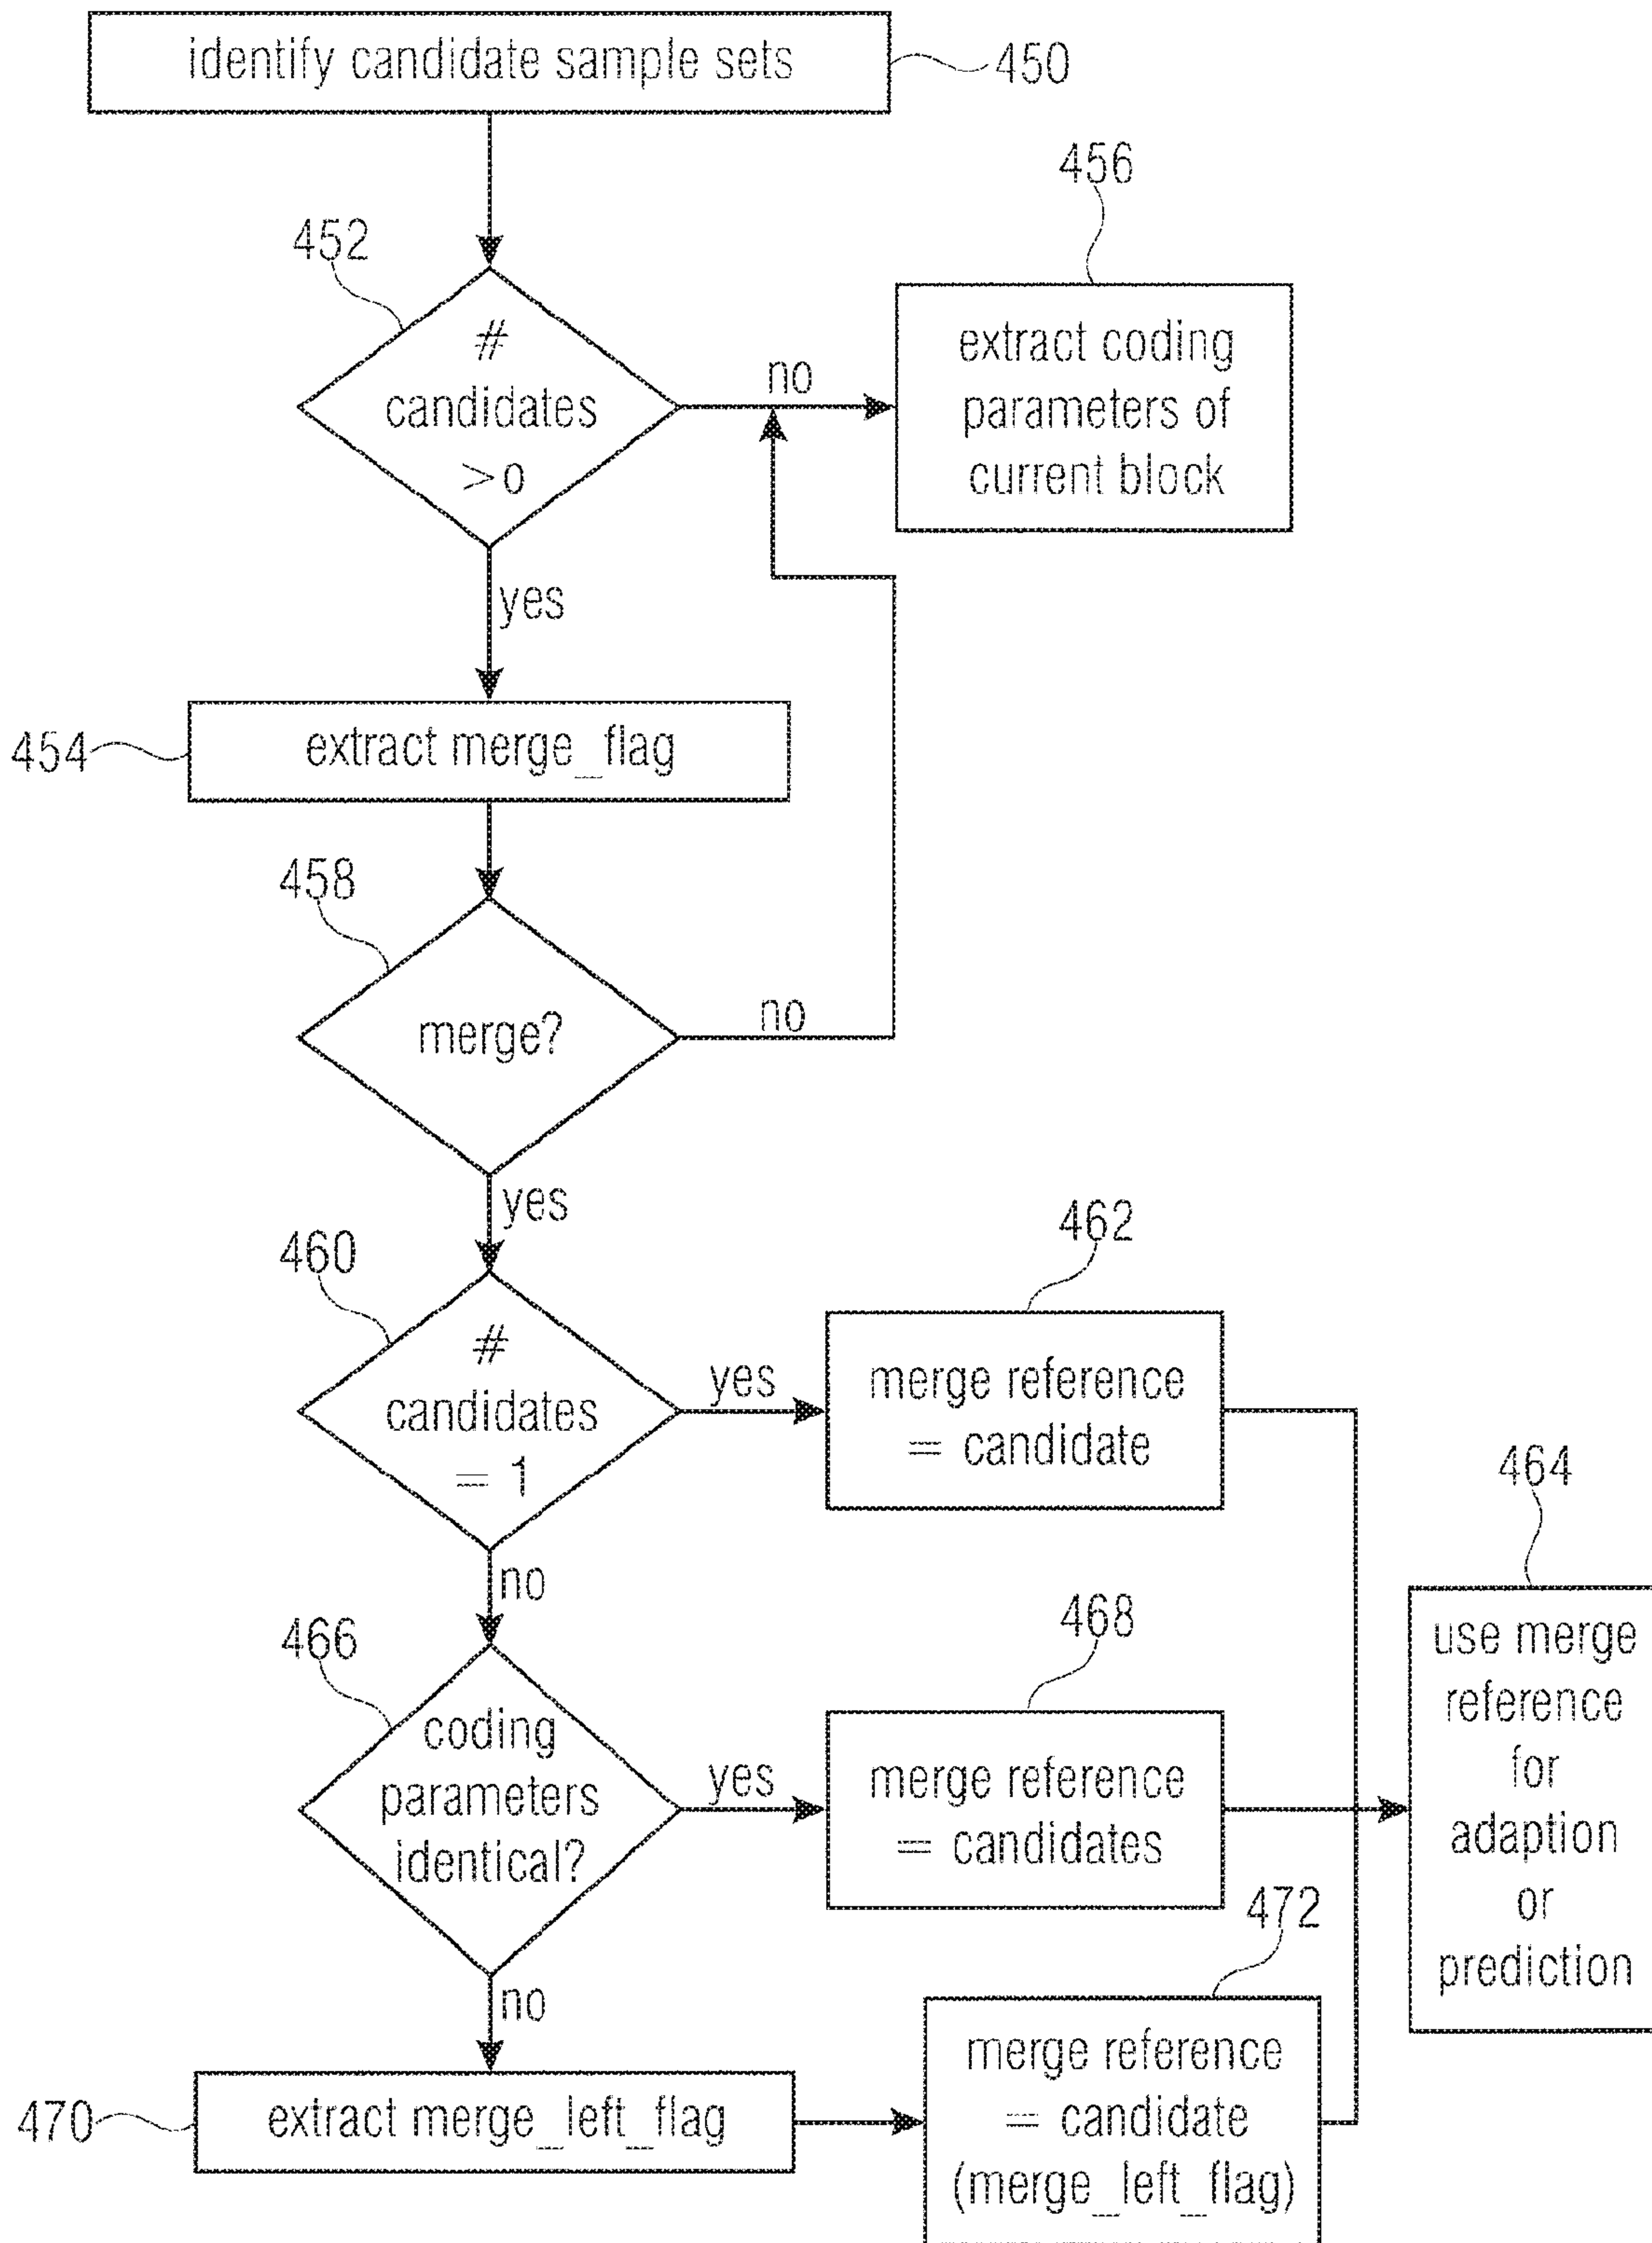 identify candidate sample sets
450
456
452
#
candidates
>0
no
extract coding
parameters of
current block
yes
454
extract merge_flag
458
merge?
no
yes
460
462
#
candidates
= 1
yes
merge reference
= candidate
464
no
466
468
coding
parameters
identical?
yes
merge reference
= candidates
use merge
reference
for
adaption
or
prediction
472
no
470
extract merge_left_flag
merge reference
= candidate
(merge_left_flag)